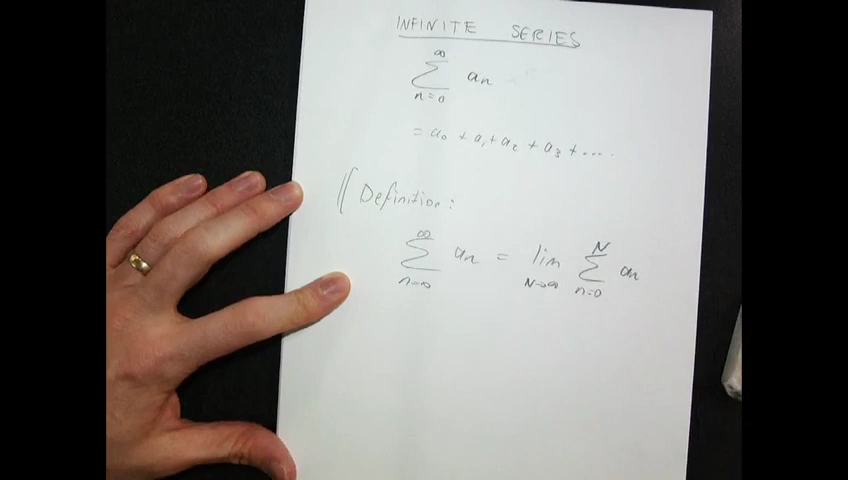 INFINITE SERIES
∞
∑ aₙ
n=0
= a₀ + a₁ + a₂ + a₃ + ....
Definition:
∞ N
∑ aₙ = lim ∑ aₙ
n=0 N→∞ n=0